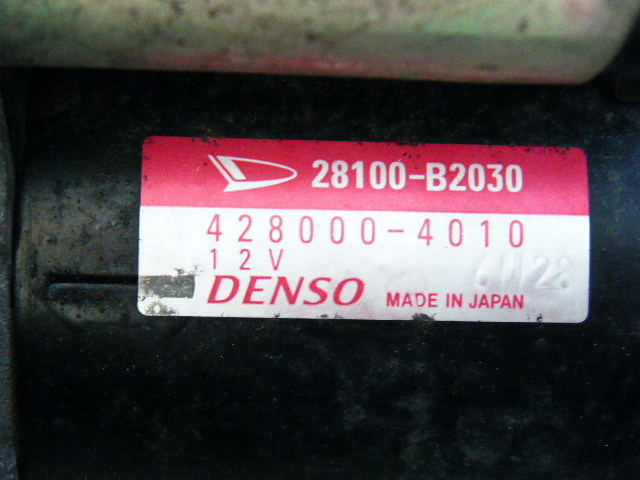 28100-B2030
428000-4010
12V
DENSO MADE IN JAPAN